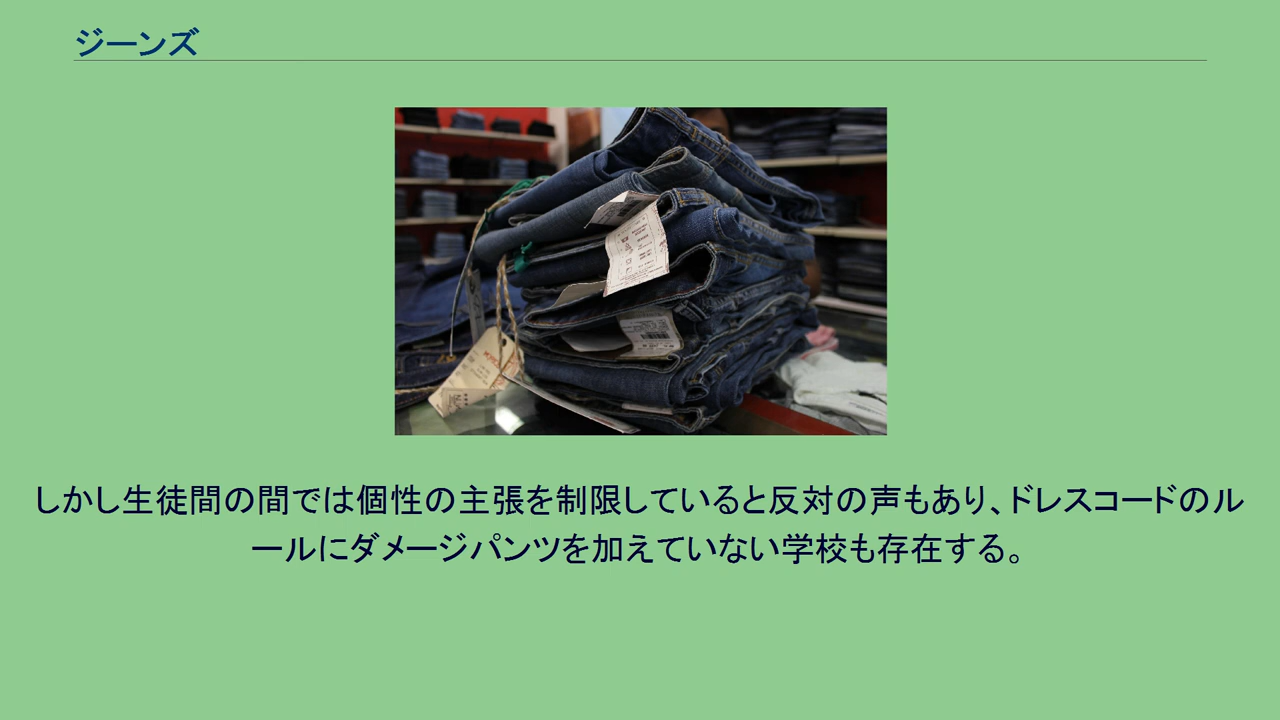 ジーンズ
しかし生徒間の間では個性の主張を制限していると反対の声もあり、ドレスコードのル
ールにダメージパンツを加えていない学校も存在する。